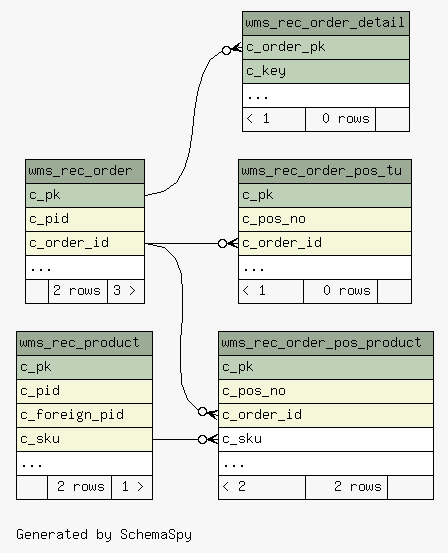 wms_rec_order_detail
c_order_pk
c_key
...
< 1 0 rows
wms_rec_order
c_pk
c_pid
c_order_id
...
2 rows 3 >
wms_rec_order_pos_tu
c_pk
c_pos_no
c_order_id
...
< 1 0 rows
wms_rec_product
c_pk
c_pid
c_foreign_pid
c_sku
...
2 rows 1 >
wms_rec_order_pos_product
c_pk
c_pos_no
c_order_id
c_sku
...
< 2 2 rows
Generated by SchemaSpy